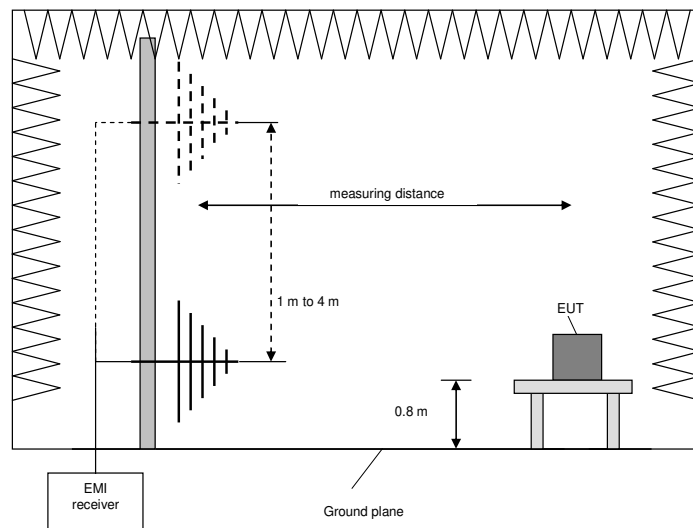 measuring distance
1 m to 4 m
EUT
0.8 m
EMI
receiver
Ground plane